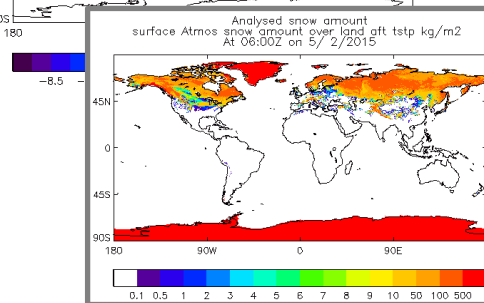 0S
180
-8.5
Analysed snow amount
surface Atmos snow amount over land aft tstp kg/m2
At 06:00Z on 5/ 2/2015
45N
0
45S
90S
180 90W 0 90E
0.1 0.5 1 2 3 4 5 6 7 8 9 10 50 100 500